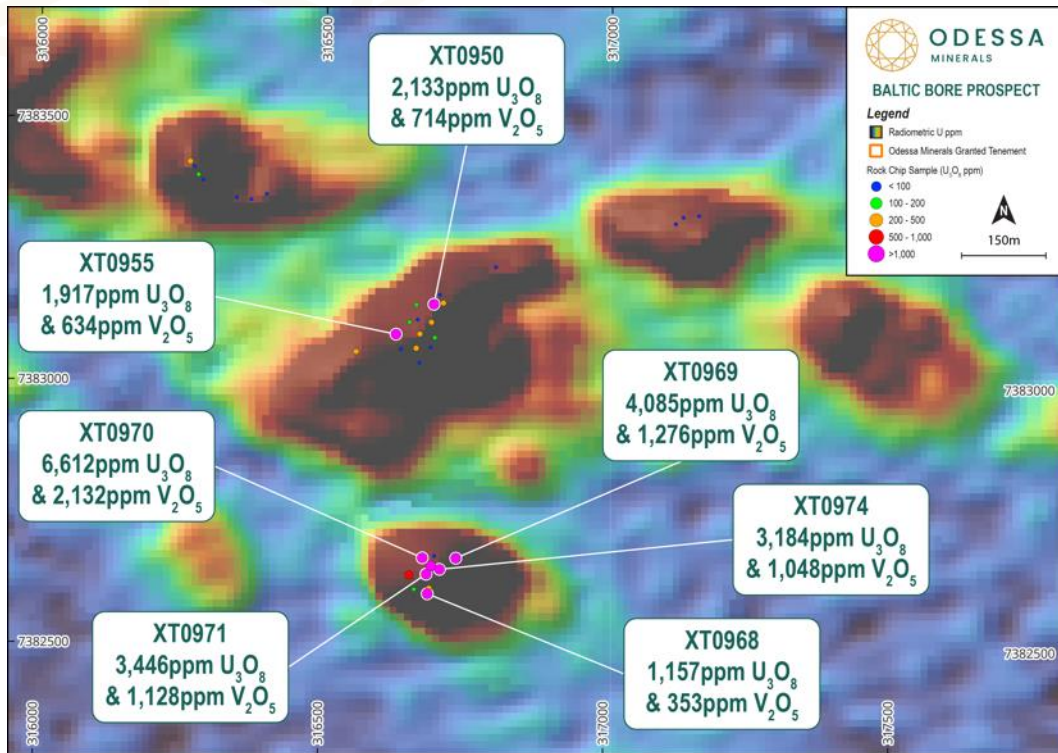 316000
316500
317000
ODESSA
MINERALS
BALTIC BORE PROSPECT
Legend
Radiometric U ppm
Odessa Minerals Granted Tenement
Rock Chip Sample (U₃O₈ ppm)
< 100
100 - 200
200 - 500
500 - 1,000
>1,000
N
150m
XT0950
2,133ppm U₃O₈
& 714ppm V₂O₅
7383500
XT0955
1,917ppm U₃O₈
& 634ppm V₂O₅
7383000
7383000
XT0969
4,085ppm U₃O₈
& 1,276ppm V₂O₅
XT0970
6,612ppm U₃O₈
& 2,132ppm V₂O₅
XT0974
3,184ppm U₃O₈
& 1,048ppm V₂O₅
XT0971
3,446ppm U₃O₈
& 1,128ppm V₂O₅
XT0968
1,157ppm U₃O₈
& 353ppm V₂O₅
7382500
7382500
316000
316500
317000
317500